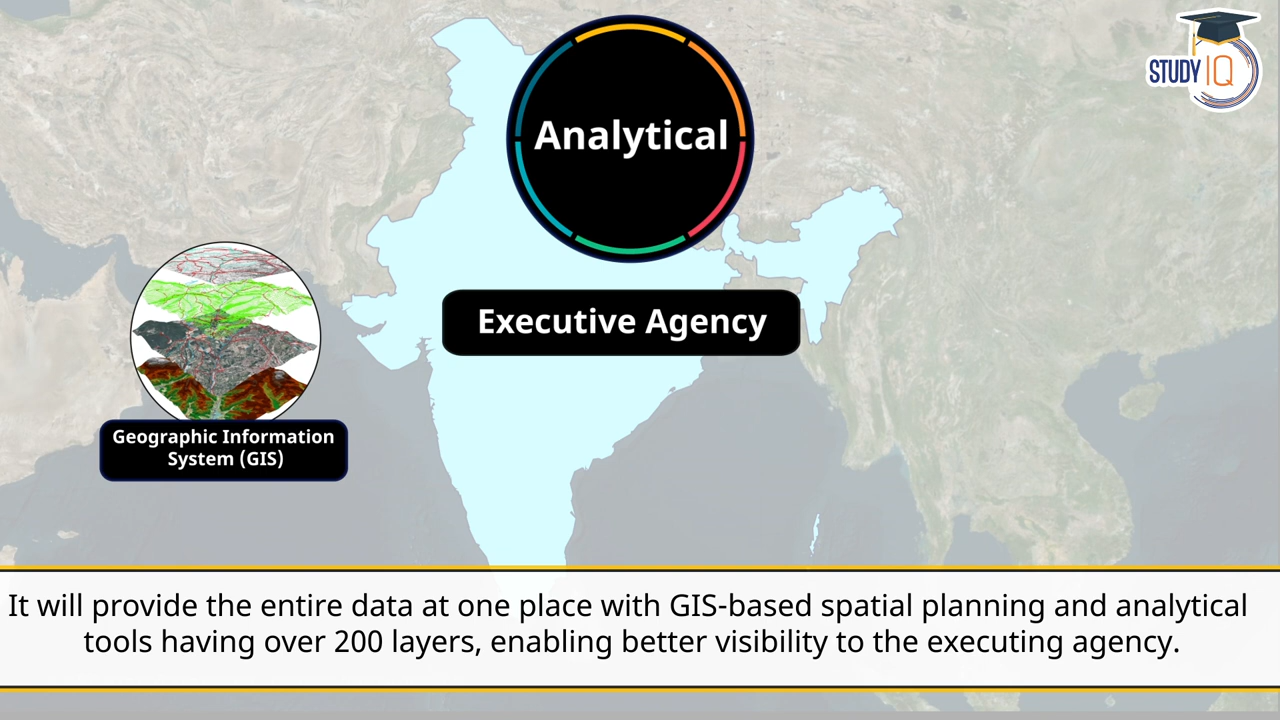 STUDY IQ
Analytical
Executive Agency
Geographic Information
System (GIS)
It will provide the entire data at one place with GIS-based spatial planning and analytical
tools having over 200 layers, enabling better visibility to the executing agency.